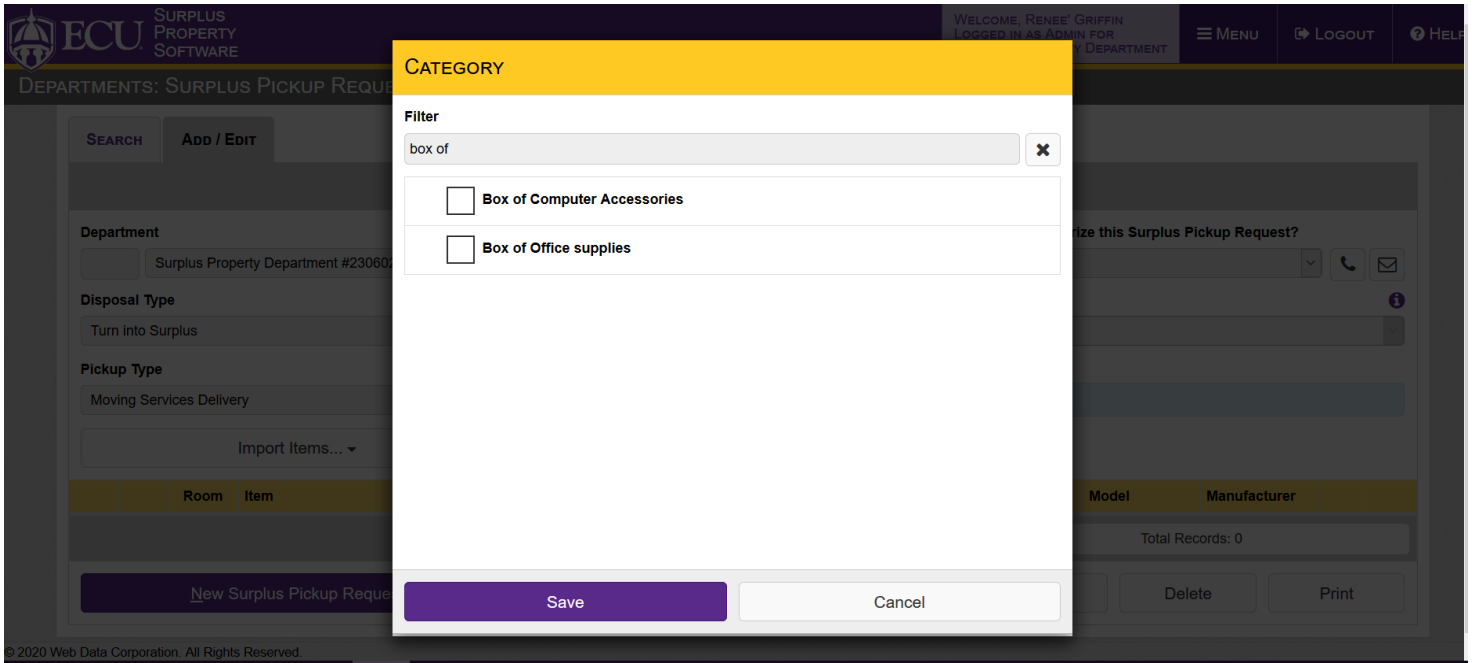 ECU
SURPLUS
PROPERTY
SOFTWARE
WELCOME, RENEE' GRIFFIN
LOGGED IN AS ADMIN FOR
Y DEPARTMENT
MENU
LOGOUT
HELP
DEPARTMENTS: SURPLUS PICKUP REQUE
CATEGORY
Filter
box of
Box of Computer Accessories
Box of Office supplies
Save
Cancel
SEARCH
ADD / EDIT
Department
rize this Surplus Pickup Request?
Surplus Property Department #230602
Disposal Type
Turn into Surplus
Pickup Type
Moving Services Delivery
Import Items...
Room Item Model Manufacturer
Total Records: 0
New Surplus Pickup Reque
Delete
Print
© 2020 Web Data Corporation. All Rights Reserved.